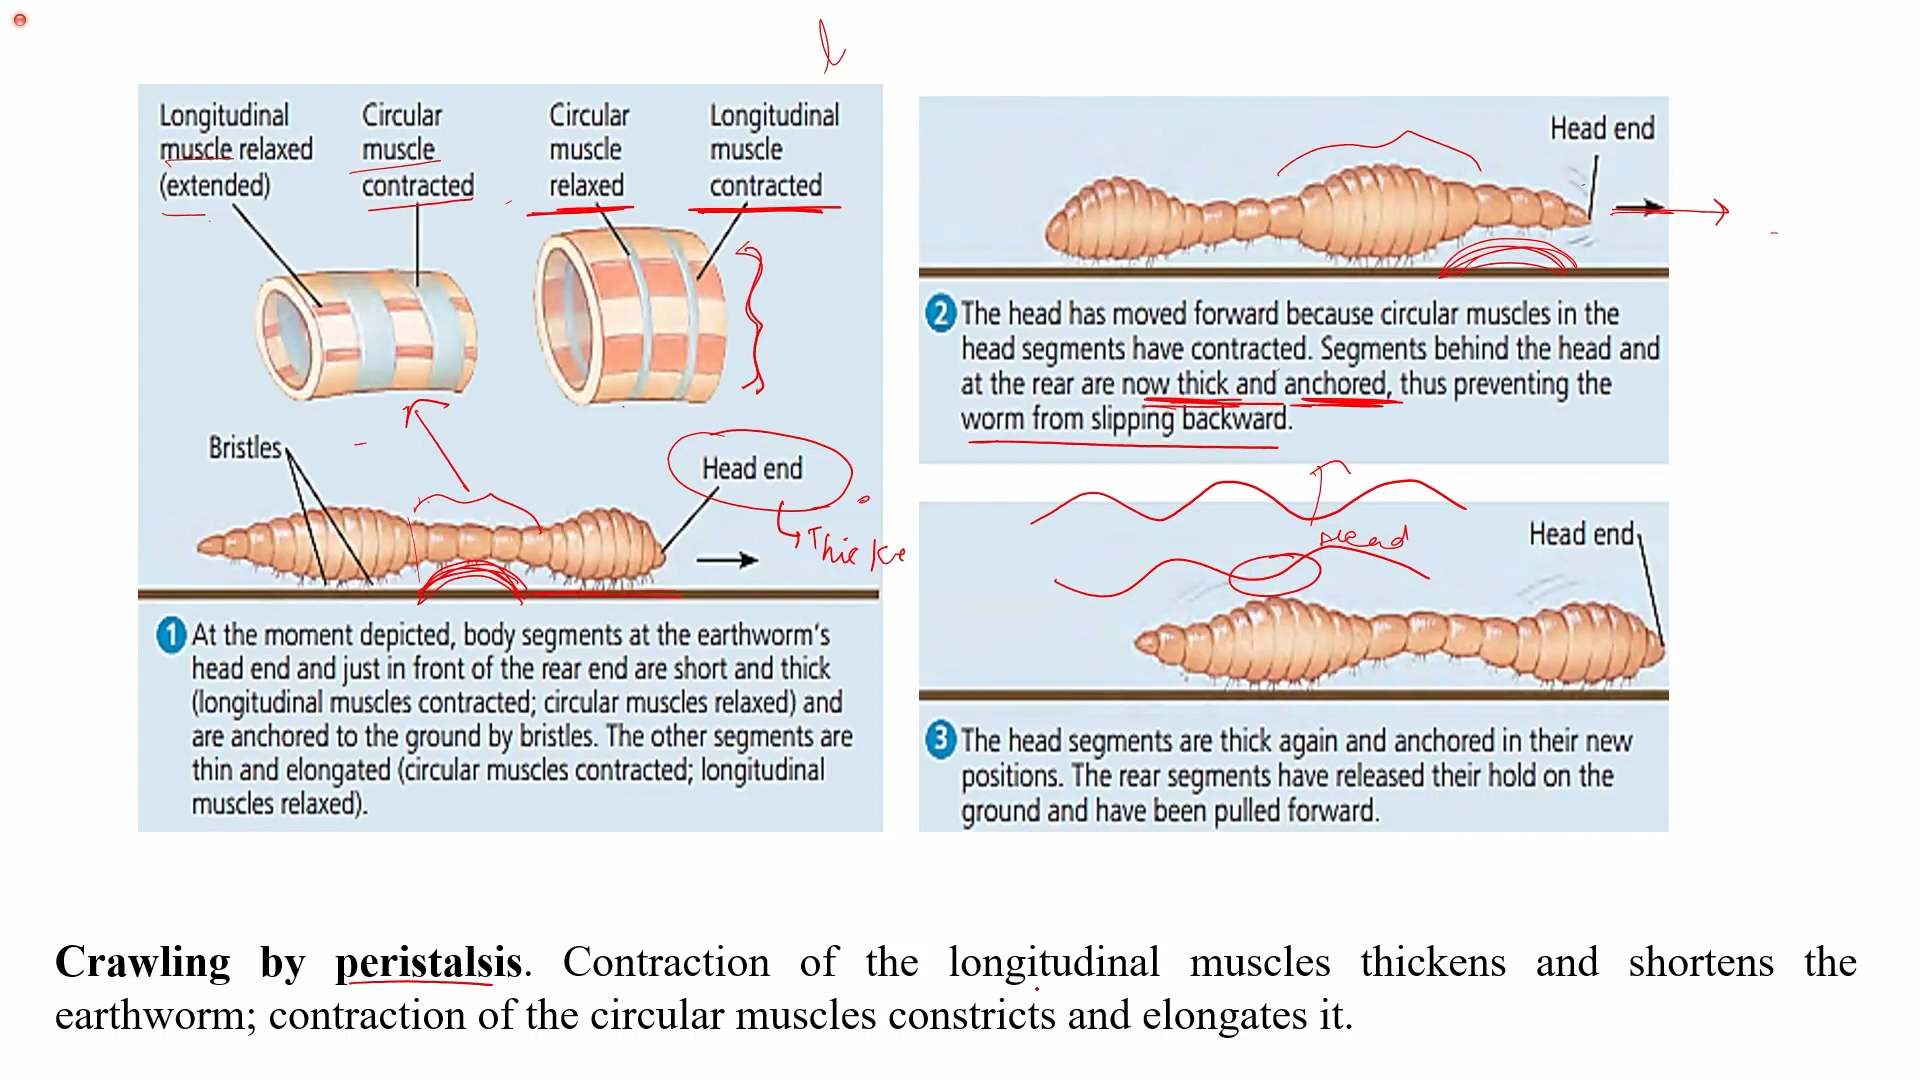 Longitudinal
muscle relaxed
(extended)
Circular
muscle
contracted
Circular
muscle
relaxed
Longitudinal
muscle
contracted
Bristles
Head end
1 At the moment depicted, body segments at the earthworm's
head end and just in front of the rear end are short and thick
(longitudinal muscles contracted; circular muscles relaxed) and
are anchored to the ground by bristles. The other segments are
thin and elongated (circular muscles contracted; longitudinal
muscles relaxed).
Head end
2 The head has moved forward because circular muscles in the
head segments have contracted. Segments behind the head and
at the rear are now thick and anchored, thus preventing the
worm from slipping backward.
Head end
3 The head segments are thick again and anchored in their new
positions. The rear segments have released their hold on the
ground and have been pulled forward.
Crawling by peristalsis. Contraction of the longitudinal muscles thickens and shortens the
earthworm; contraction of the circular muscles constricts and elongates it.